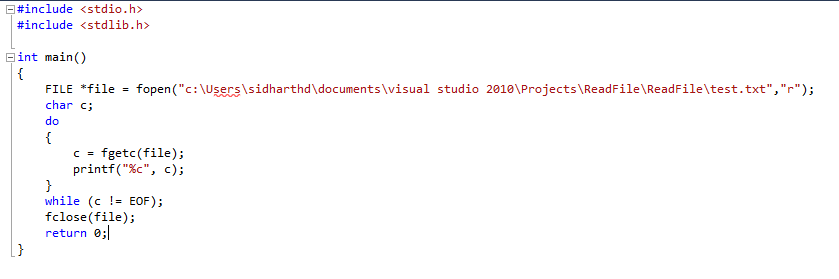 #include <stdio.h>
#include <stdlib.h>
int main()
{
FILE *file = fopen("c:\Users\sidharthd\documents\visual studio 2010\Projects\ReadFile\ReadFile\test.txt","r");
char c;
do
{
c = fgetc(file);
printf("%c", c);
}
while (c != EOF);
fclose(file);
return 0;
}